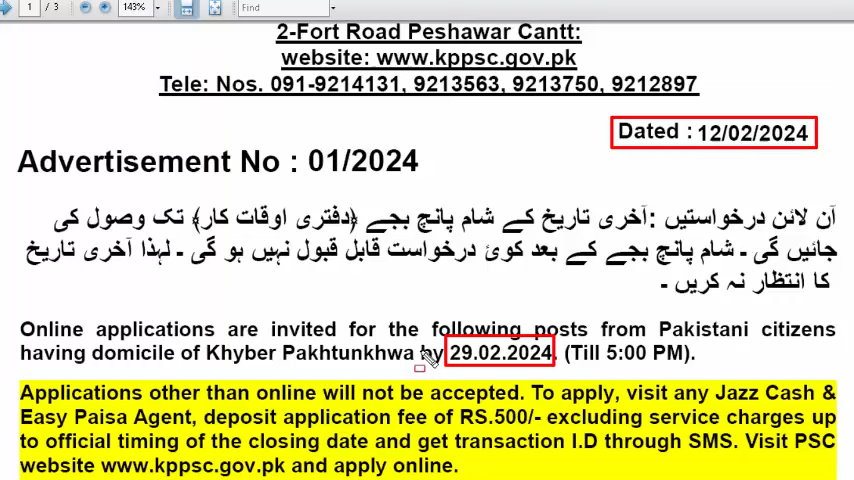 1 / 3 143% Find
2-Fort Road Peshawar Cantt:
website: www.kppsc.gov.pk
Tele: Nos. 091-9214131, 9213563, 9213750, 9212897
Dated : 12/02/2024
Advertisement No : 01/2024
آن لائن درخواستیں :آخری تاریخ کے شام پانچ بجے (دفتری اوقات کار) تک وصول کی
جائیں گی ـ شام پانچ بجے کے بعد کوئ درخواست قابل قبول نہیں ہو گی ـ لہذا آخری تاریخ
کا انتظار نہ کریں ـ
Online applications are invited for the following posts from Pakistani citizens
having domicile of Khyber Pakhtunkhwa by 29.02.2024. (Till 5:00 PM).
Applications other than online will not be accepted. To apply, visit any Jazz Cash &
Easy Paisa Agent, deposit application fee of RS.500/- excluding service charges up
to official timing of the closing date and get transaction I.D through SMS. Visit PSC
website www.kppsc.gov.pk and apply online.